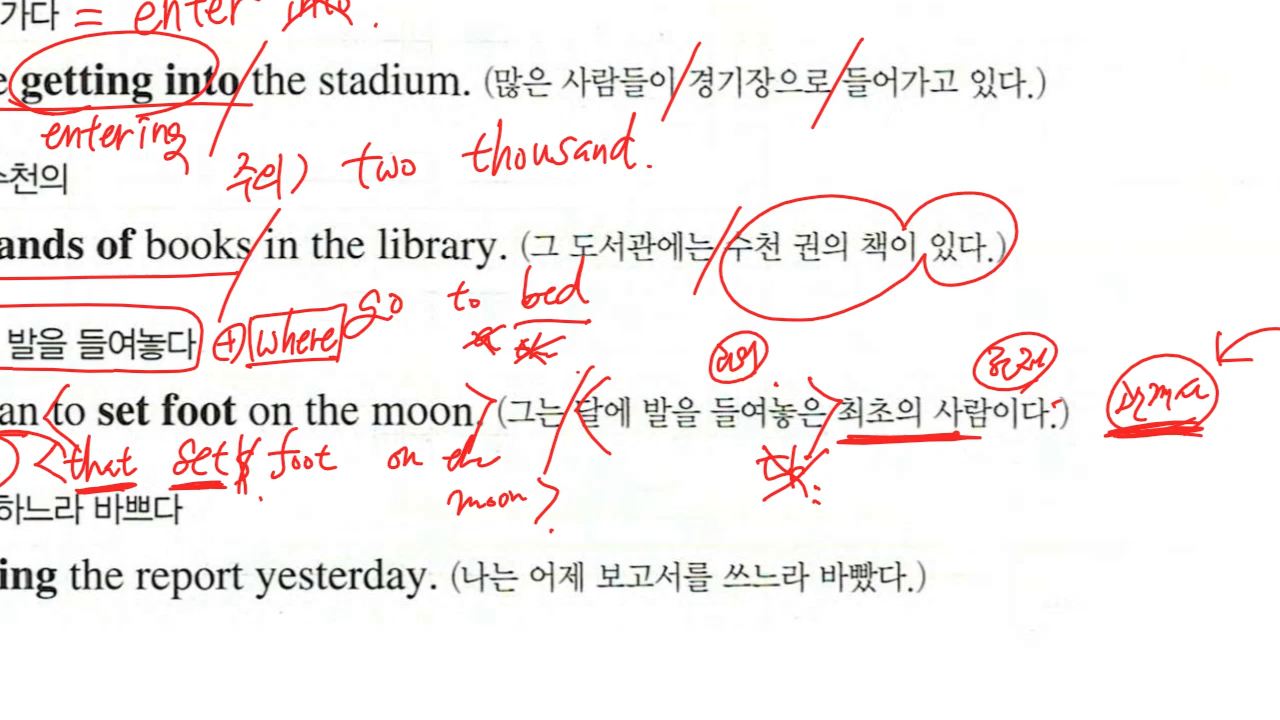 가다 = enter into.
getting into the stadium. (많은 사람들이 경기장으로 들어가고 있다.)
entering
수천의 주의) two thousand.
ands of books in the library. (그 도서관에는 수천 권의 책이 있다.)
발을 들여놓다 + where go to bed
an to set foot on the moon. (그는 달에 발을 들여놓은 최초의 사람이다.)
that set foot on the
moon
하느라 바쁘다
ing the report yesterday. (나는 어제 보고서를 쓰느라 바빴다.)